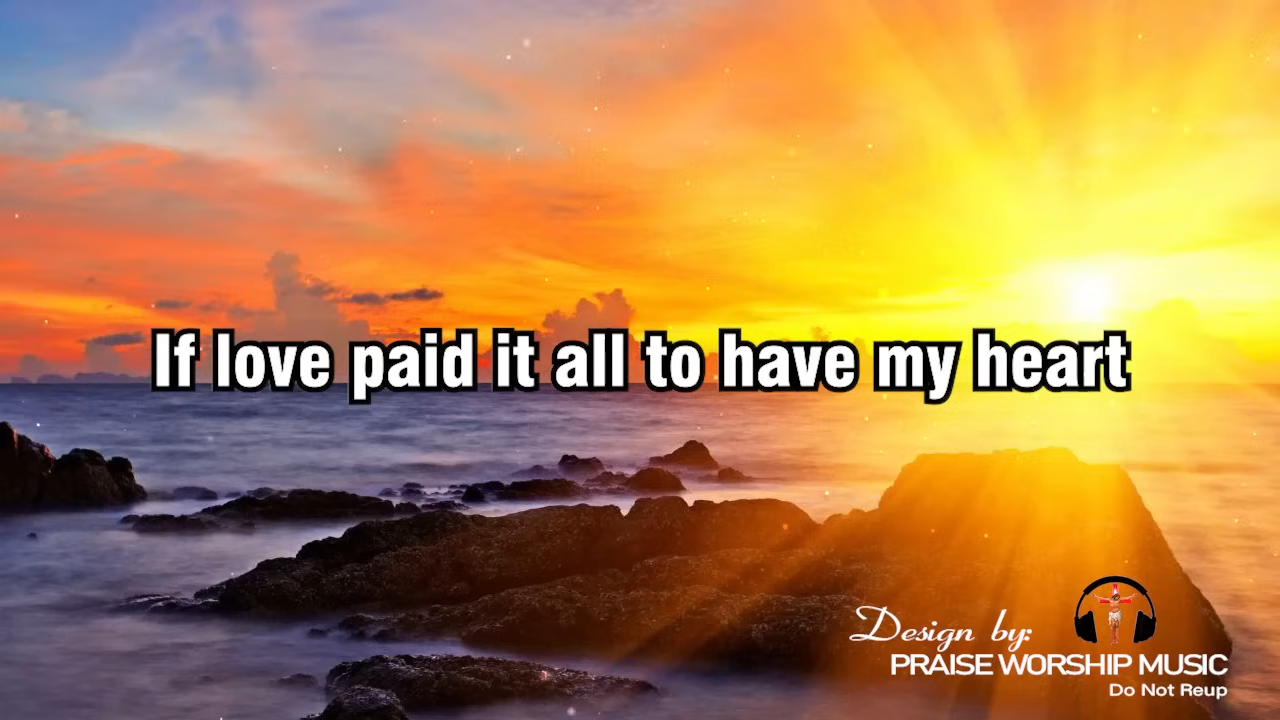 If love paid it all to have my heart
Design by:
PRAISE WORSHIP MUSIC
Do Not Reup